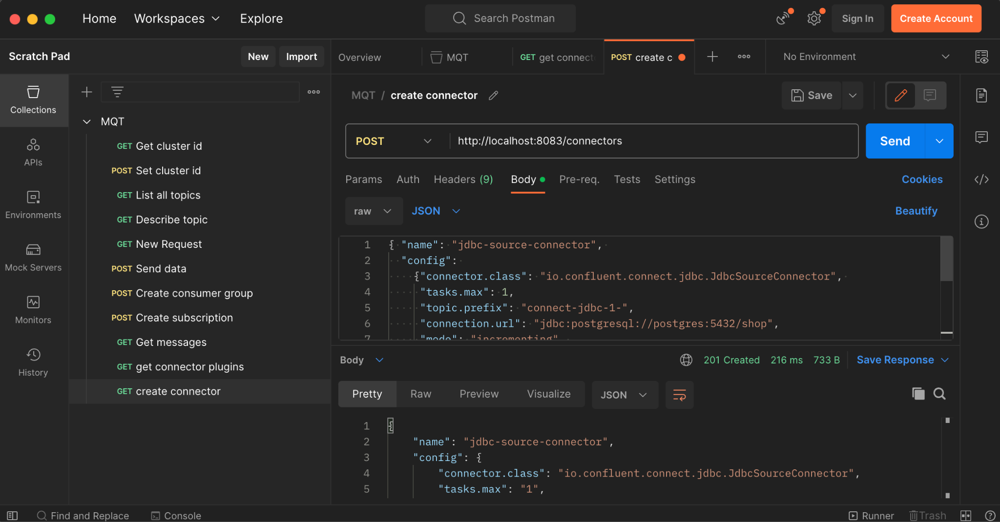 Home Workspaces Explore Search Postman Sign In Create Account
Scratch Pad New Import Overview MQT GET get connect POST create c No Environment
Collections
APIs
Environments
Mock Servers
Monitors
History
MQT
GET Get cluster id
POST Set cluster id
GET List all topics
GET Describe topic
GET New Request
POST Send data
POST Create consumer group
POST Create subscription
GET Get messages
GET get connector plugins
GET create connector
MQT / create connector Save
POST http://localhost:8083/connectors Send
Params Auth Headers (9) Body Pre-req. Tests Settings Cookies
raw JSON Beautify
1 { "name": "jdbc-source-connector",
2 "config":
3 {"connector.class": "io.confluent.connect.jdbc.JdbcSourceConnector",
4 "tasks.max": 1,
5 "topic.prefix": "connect-jdbc-1-",
6 "connection.url": "jdbc:postgresql://postgres:5432/shop",
7 "mode": "incrementing"
Body 201 Created 216 ms 733 B Save Response
Pretty Raw Preview Visualize JSON
1 {
2 "name": "jdbc-source-connector",
3 "config": {
4 "connector.class": "io.confluent.connect.jdbc.JdbcSourceConnector",
5 "tasks.max": "1",
Find and Replace Console Runner Trash